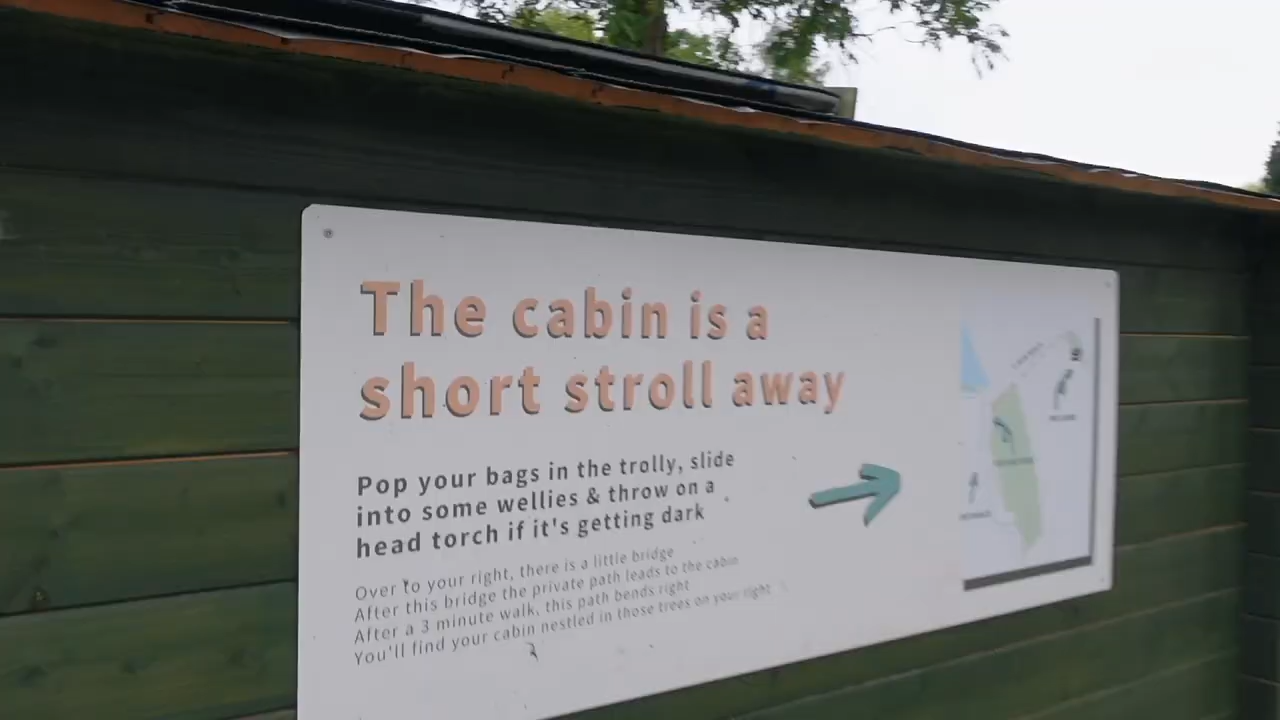 The cabin is a
short stroll away
Pop your bags in the trolly, slide
into some wellies & throw on a
head torch if it's getting dark
Over to your right, there is a little bridge
After this bridge the private path leads to the cabin
After a 3 minute walk, this path bends right
You'll find your cabin nestled in those trees on your right